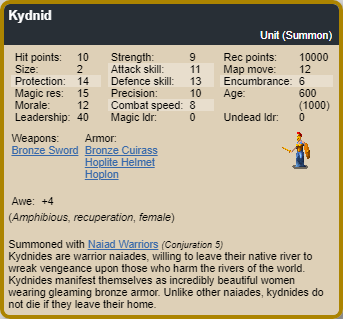 Kydnid
Unit (Summon)
Hit points: 10 Strength: 9 Rec points: 10000
Size: 2 Attack skill: 11 Map move: 12
Protection: 14 Defence skill: 13 Encumbrance: 6
Magic res: 15 Precision: 10 Age: 600
Morale: 12 Combat speed: 8 (1000)
Leadership: 40 Magic ldr: 0 Undead ldr: 0
Weapons: Armor:
Bronze Sword Bronze Cuirass
Hoplite Helmet
Hoplon
Awe: +4
(Amphibious, recuperation, female)
Summoned with Naiad Warriors (Conjuration 5)
Kydnides are warrior naiades, willing to leave their native river to
wreak vengeance upon those who harm the rivers of the world.
Kydnides manifest themselves as incredibly beautiful women
wearing gleaming bronze armor. Unlike other naiades, kydnides do
not die if they leave their home.